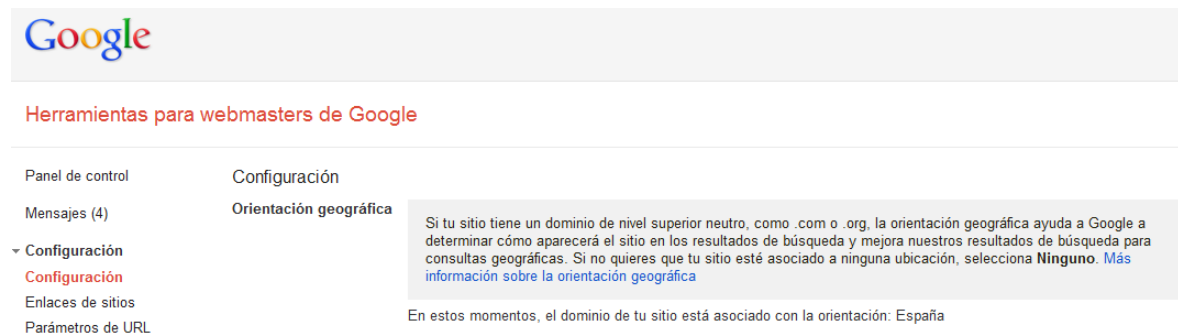 Google
Herramientas para webmasters de Google
Panel de control
Mensajes (4)
Configuración
Configuración
Enlaces de sitios
Parámetros de URL
Configuración
Orientación geográfica
Si tu sitio tiene un dominio de nivel superior neutro, como .com o .org, la orientación geográfica ayuda a Google a
determinar cómo aparecerá el sitio en los resultados de búsqueda y mejora nuestros resultados de búsqueda para
consultas geográficas. Si no quieres que tu sitio esté asociado a ninguna ubicación, selecciona Ninguno. Más
información sobre la orientación geográfica
En estos momentos, el dominio de tu sitio está asociado con la orientación: España